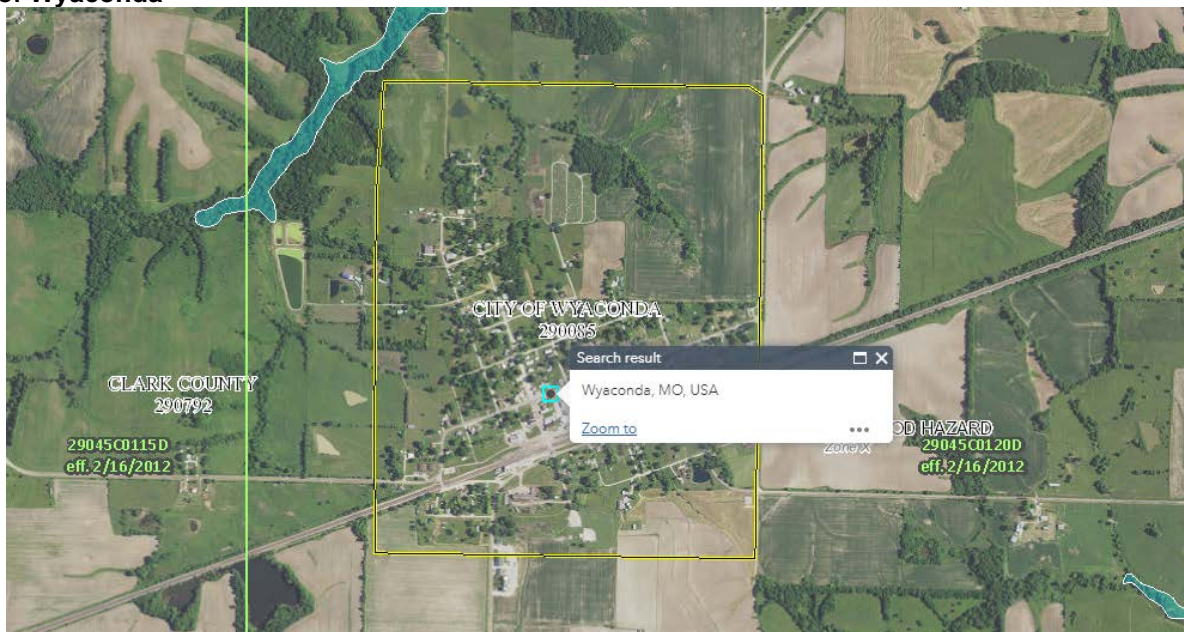 of Wyaconda
CITY OF WYACONDA
290085
Search result
Wyaconda, MO, USA
Zoom to
CLARK COUNTY
290792
OD HAZARD
Zone X
29045C0115D
eff. 2/16/2012
29045C0120D
eff. 2/16/2012